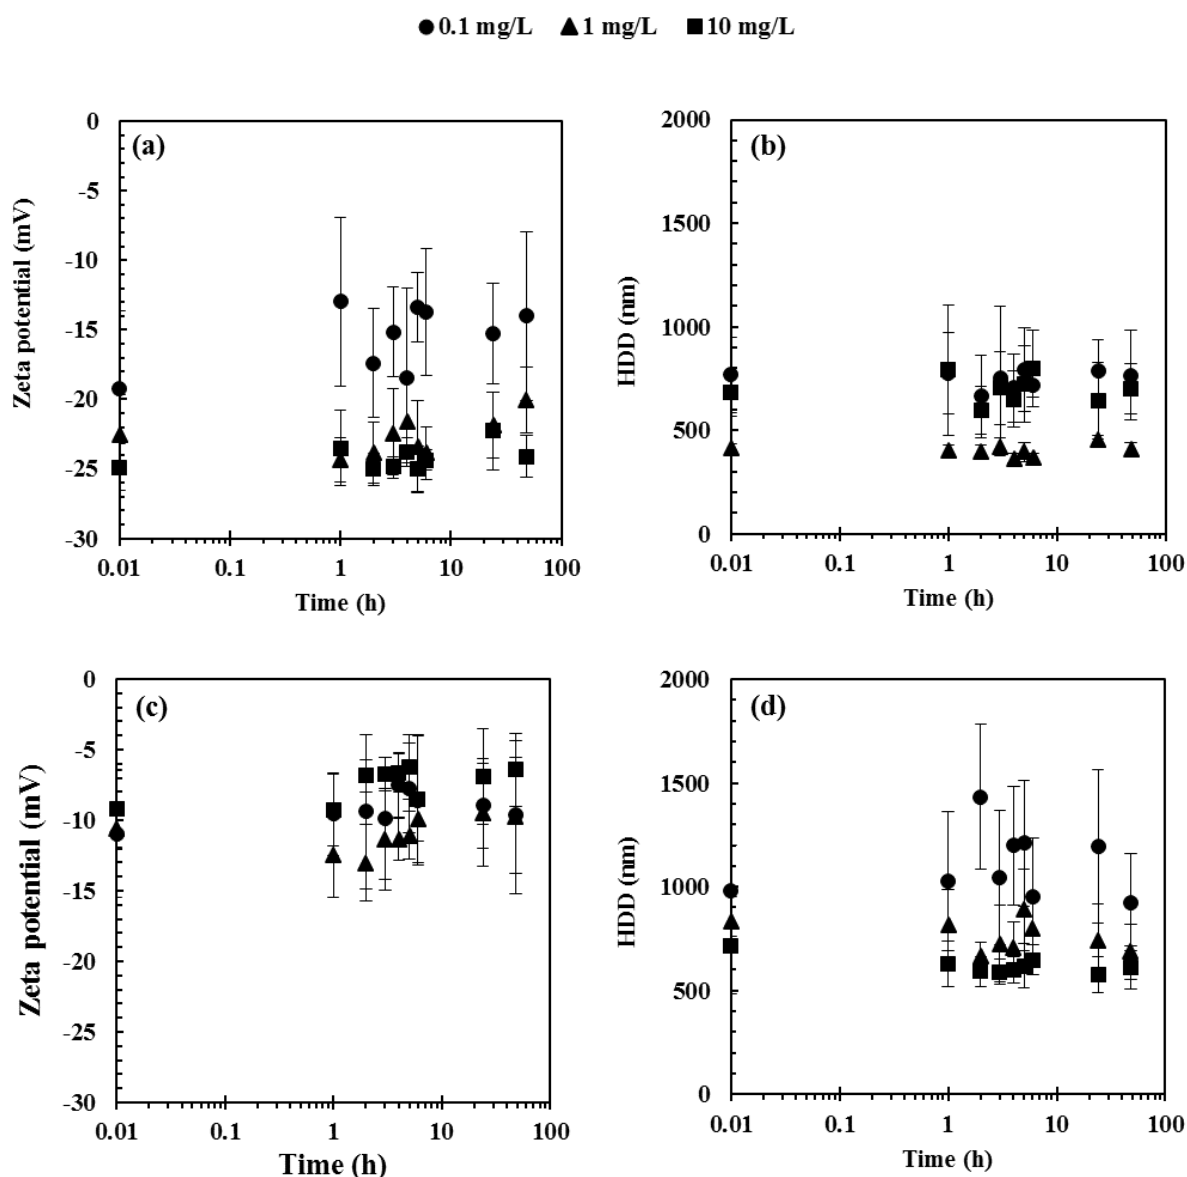 0.1 mg/L 1 mg/L 10 mg/L
(a)
Zeta potential (mV)
0
-5
-10
-15
-20
-25
-30
0.01 0.1 1 10 100
Time (h)
(b)
HDD (nm)
2000
1500
1000
500
0
0.01 0.1 1 10 100
Time (h)
(c)
Zeta potential (mV)
0
-5
-10
-15
-20
-25
-30
0.01 0.1 1 10 100
Time (h)
(d)
HDD (nm)
2000
1500
1000
500
0
0.01 0.1 1 10 100
Time (h)